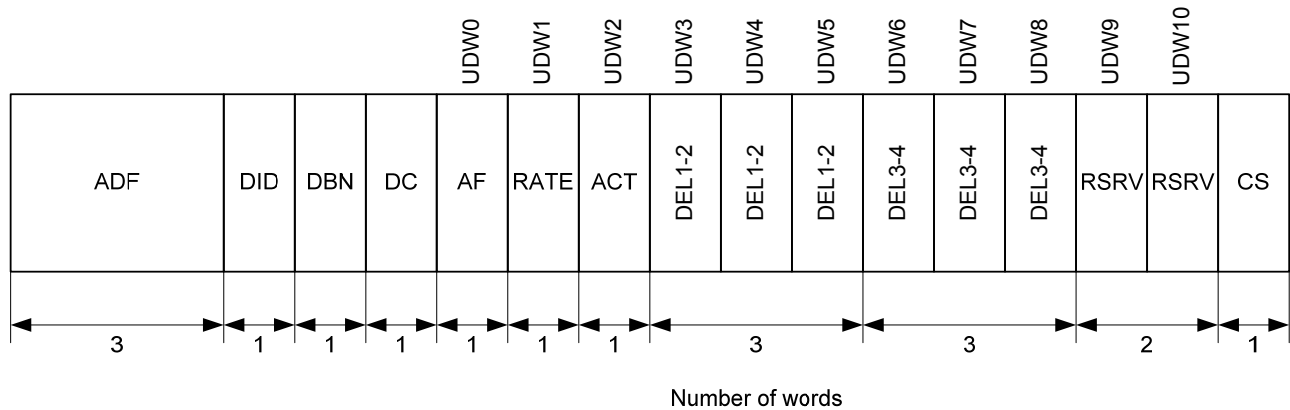 UDW0 UDW1 UDW2 UDW3 UDW4 UDW5 UDW6 UDW7 UDW8 UDW9 UDW10
ADF DID DBN DC AF RATE ACT DEL1-2 DEL1-2 DEL1-2 DEL3-4 DEL3-4 DEL3-4 RSRV RSRV CS
3 1 1 1 1 1 1 3 3 2 1
Number of words